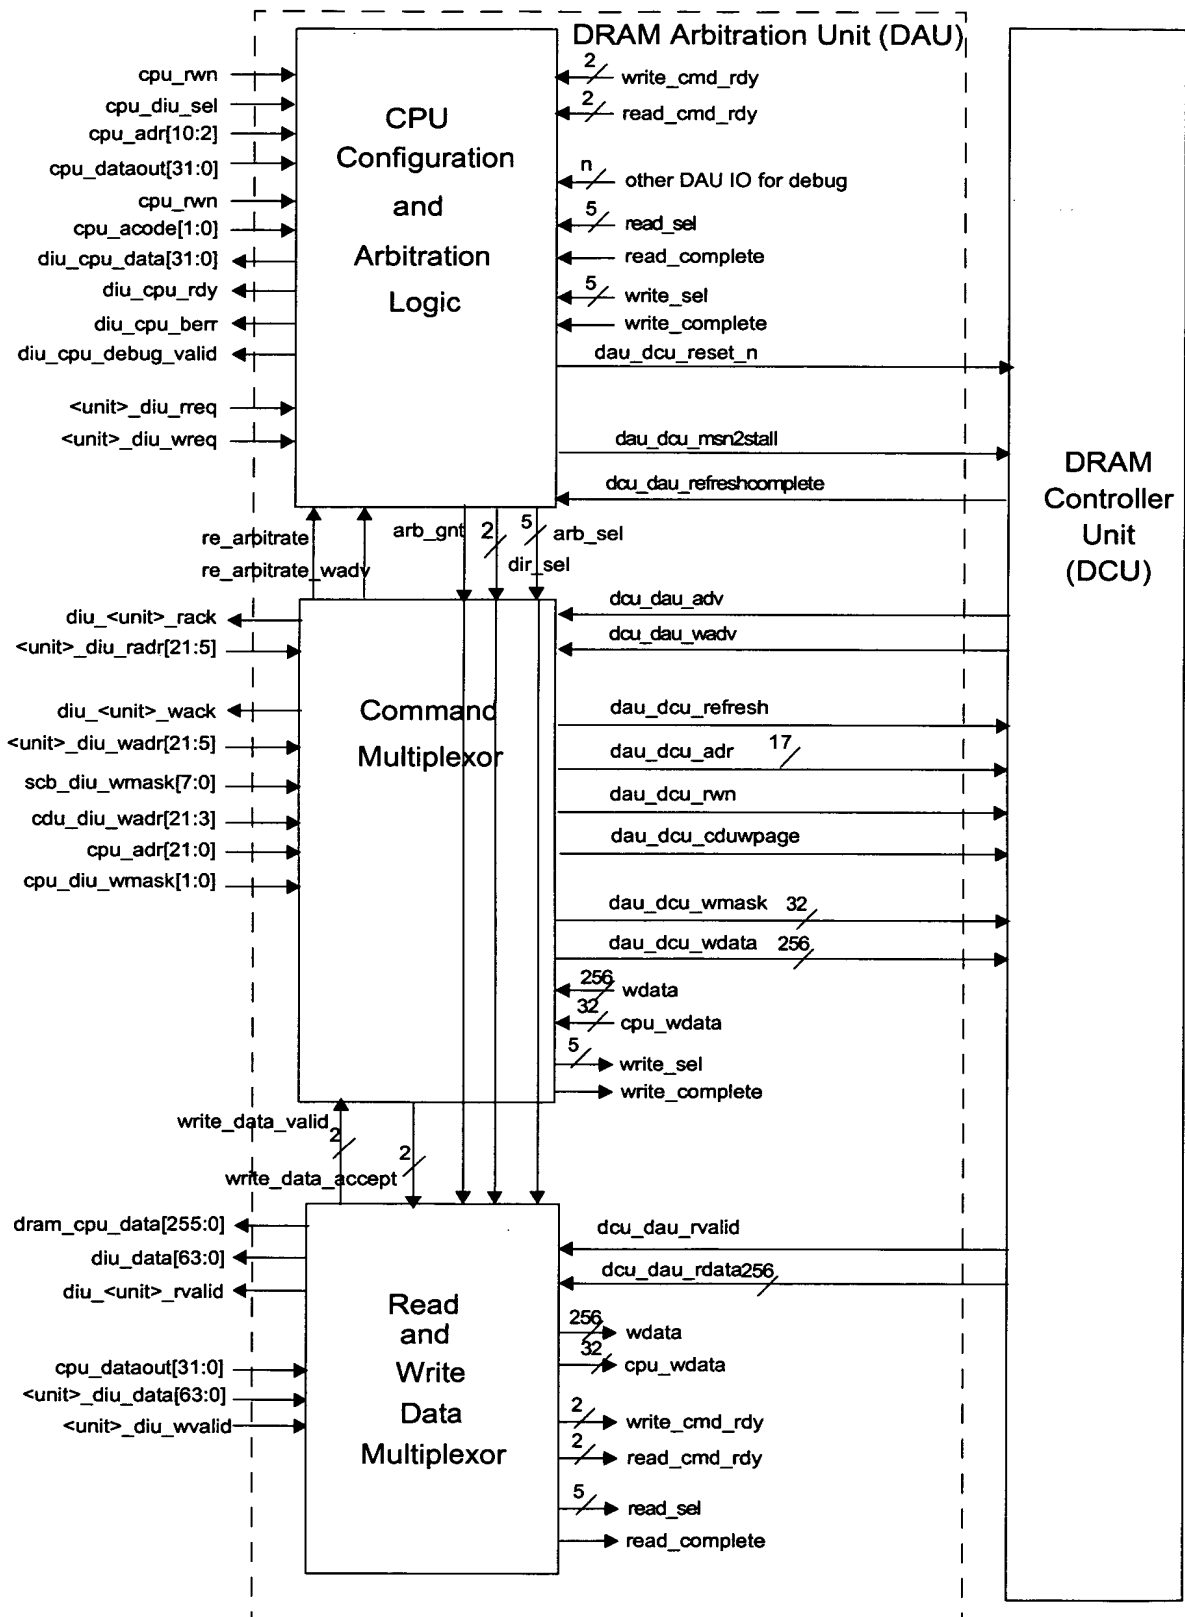 DRAM Arbitration Unit (DAU)
cpu_rwn
cpu_diu_sel
cpu_adr[10:2]
cpu_dataout[31:0]
cpu_rwn
cpu_acode[1:0]
diu_cpu_data[31:0]
diu_cpu_rdy
diu_cpu_berr
diu_cpu_debug_valid
<unit>_diu_rreq
<unit>_diu_wreq
CPU
Configuration
and
Arbitration
Logic
2
write_cmd_rdy
2
read_cmd_rdy
n
other DAU IO for debug
5
read_sel
read_complete
5
write_sel
write_complete
dau_dcu_reset_n
dau_dcu_msn2stall
dcu_dau_refreshcomplete
DRAM
Controller
Unit
(DCU)
re_arbitrate
re_arbitrate_wadv
arb_gnt
2
dir_sel
5
arb_sel
diu_<unit>_rack
<unit>_diu_radr[21:5]
diu_<unit>_wack
<unit>_diu_wadr[21:5]
scb_diu_wmask[7:0]
cdu_diu_wadr[21:3]
cpu_adr[21:0]
cpu_diu_wmask[1:0]
Command
Multiplexor
dcu_dau_adv
dcu_dau_wadv
dau_dcu_refresh
dau_dcu_adr 17
dau_dcu_rwn
dau_dcu_cduwpage
dau_dcu_wmask 32
dau_dcu_wdata 256
256
wdata
32
cpu_wdata
5
write_sel
write_complete
write_data_valid
2
write_data_accept
2
dram_cpu_data[255:0]
diu_data[63:0]
diu_<unit>_rvalid
cpu_dataout[31:0]
<unit>_diu_data[63:0]
<unit>_diu_wvalid
Read
and
Write
Data
Multiplexor
dcu_dau_rvalid
dcu_dau_rdata 256
256
wdata
32
cpu_wdata
2
write_cmd_rdy
2
read_cmd_rdy
5
read_sel
read_complete